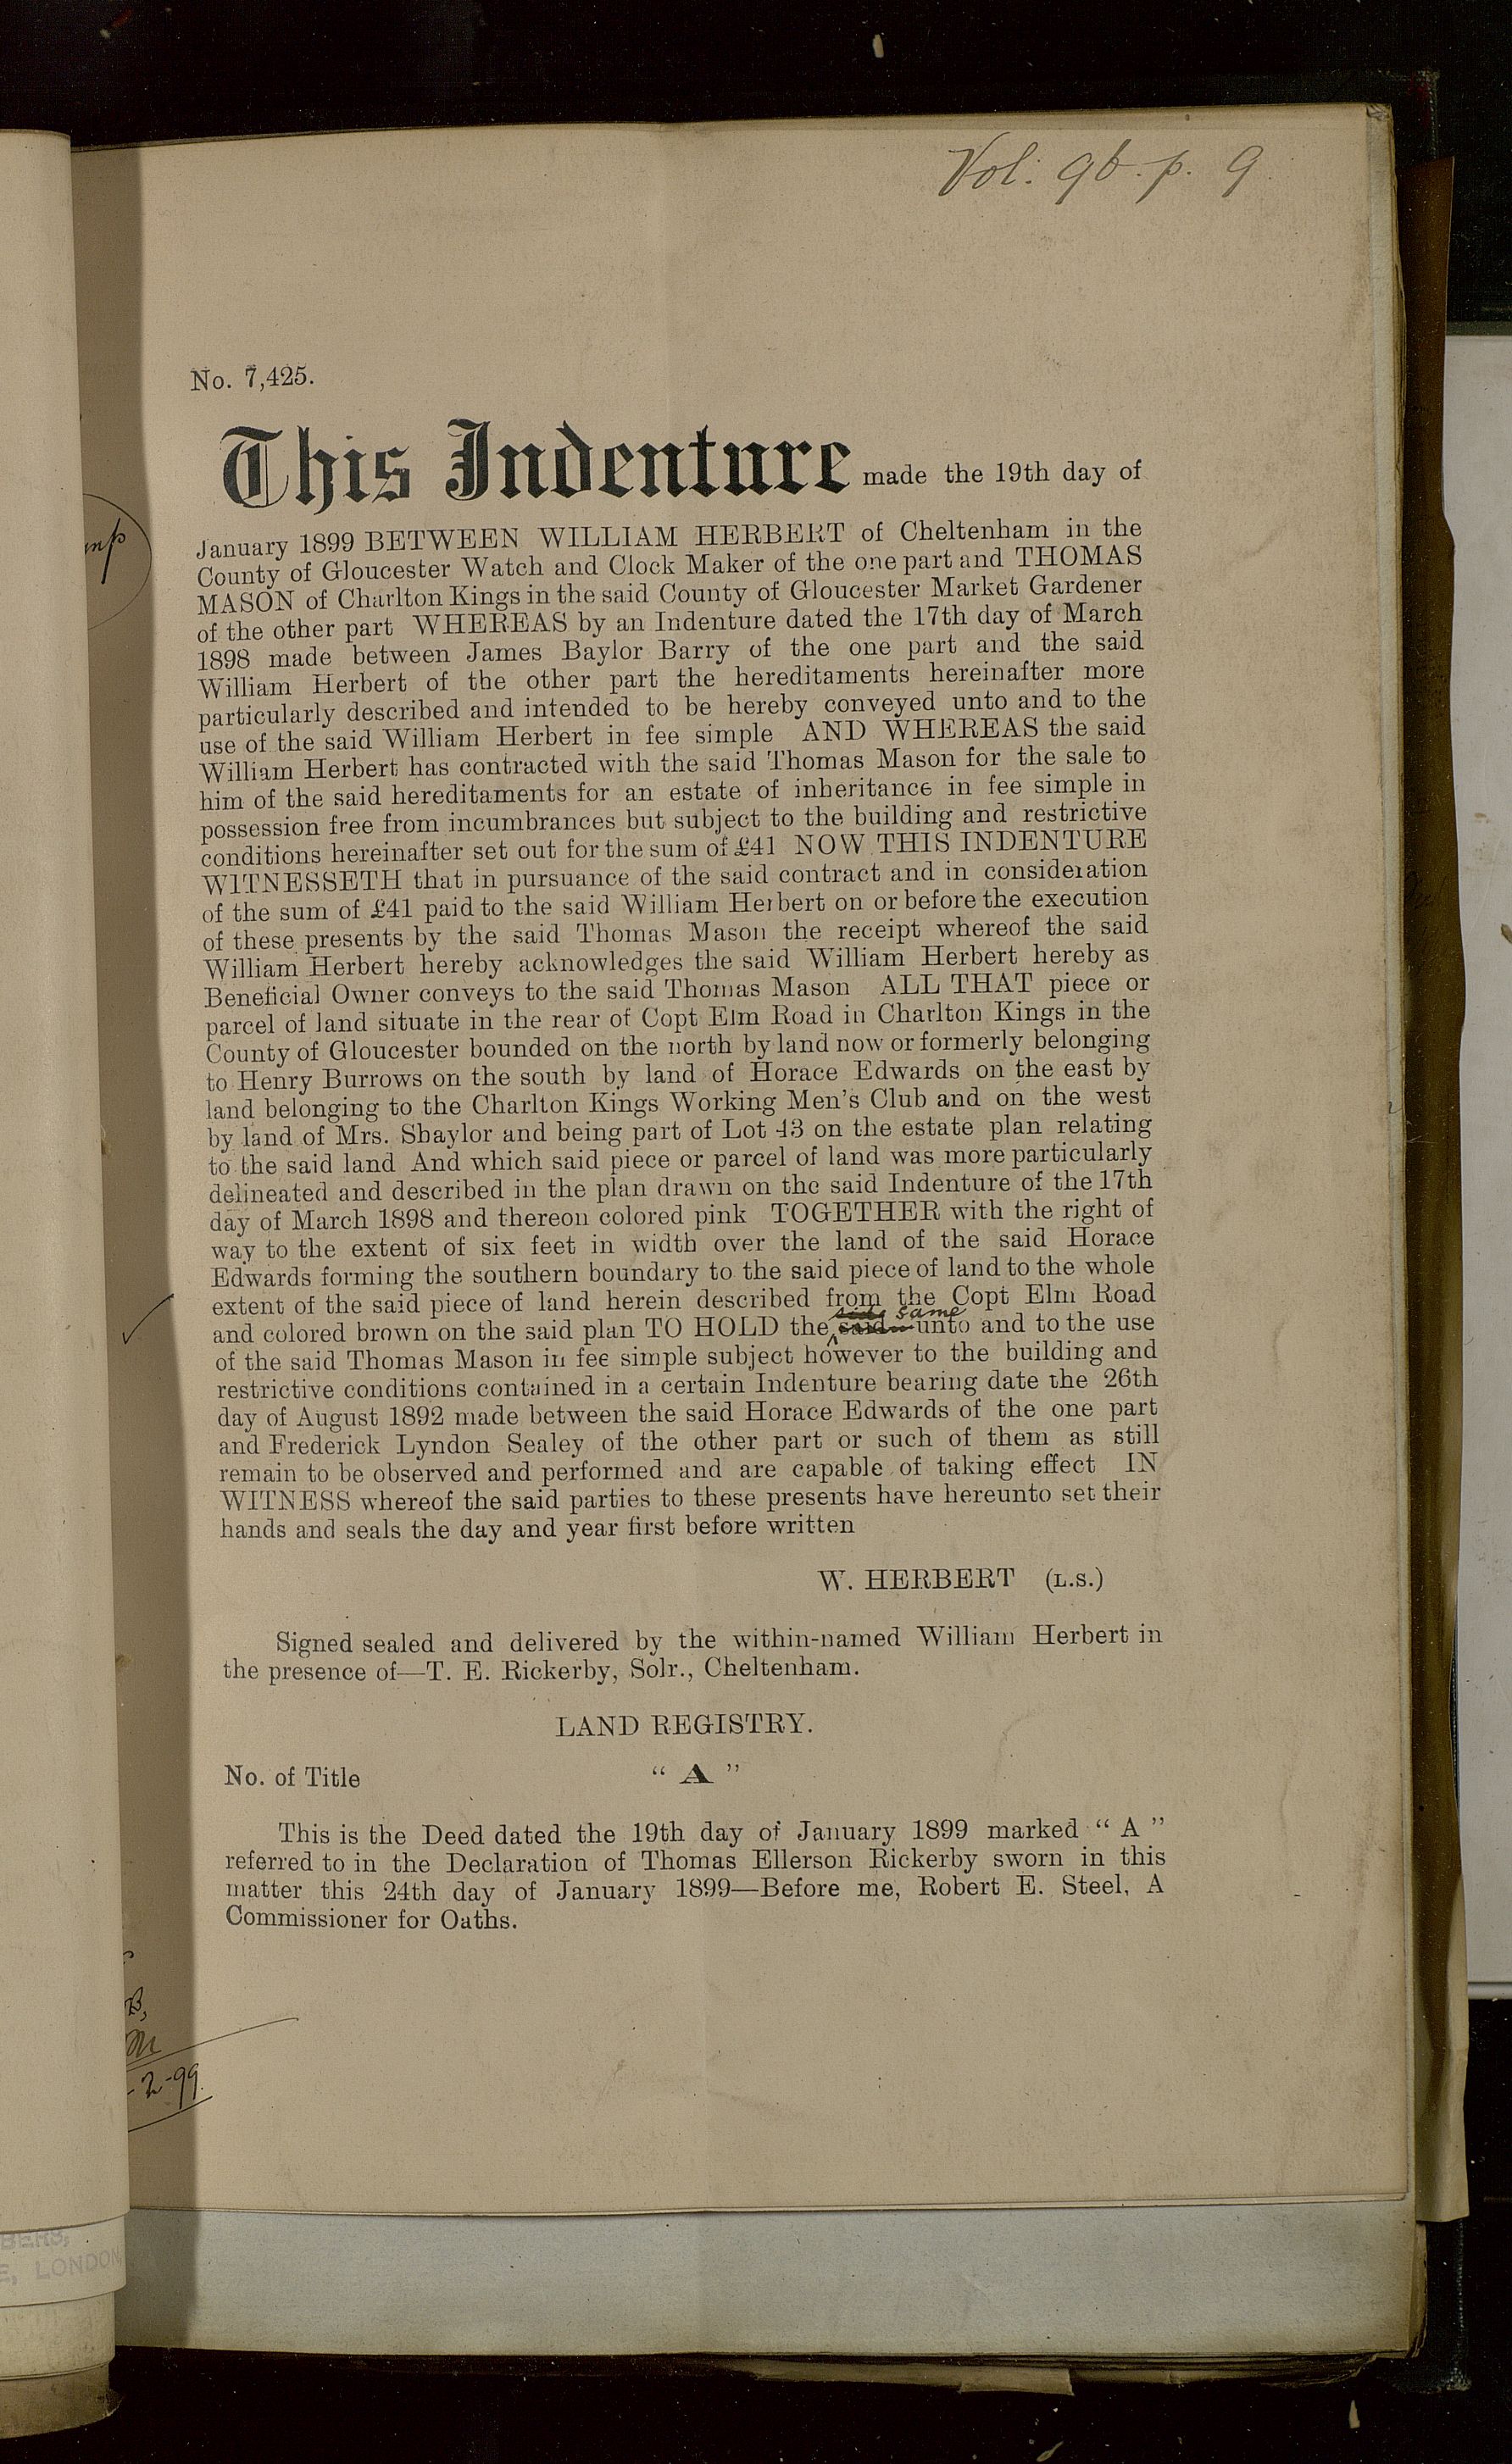 Vol: 96. p. 9.
No. 7,425.
This Indenture made the 19th day of
January 1899 BETWEEN WILLIAM HERBERT of Cheltenham in the
County of Gloucester Watch and Clock Maker of the one part and THOMAS
MASON of Charlton Kings in the said County of Gloucester Market Gardener
of the other part WHEREAS by an Indenture dated the 17th day of March
1898 made between James Baylor Barry of the one part and the said
William Herbert of the other part the hereditaments hereinafter more
particularly described and intended to be hereby conveyed unto and to the
use of the said William Herbert in fee simple AND WHEREAS the said
William Herbert has contracted with the said Thomas Mason for the sale to
him of the said hereditaments for an estate of inheritance in fee simple in
possession free from incumbrances but subject to the building and restrictive
conditions hereinafter set out for the sum of £41 NOW THIS INDENTURE
WITNESSETH that in pursuance of the said contract and in consideration
of the sum of £41 paid to the said William Herbert on or before the execution
of these presents by the said Thomas Mason the receipt whereof the said
William Herbert hereby acknowledges the said William Herbert hereby as
Beneficial Owner conveys to the said Thomas Mason ALL THAT piece or
parcel of land situate in the rear of Copt Elm Road in Charlton Kings in the
County of Gloucester bounded on the north by land now or formerly belonging
to Henry Burrows on the south by land of Horace Edwards on the east by
land belonging to the Charlton Kings Working Men's Club and on the west
by land of Mrs. Shaylor and being part of Lot 43 on the estate plan relating
to the said land And which said piece or parcel of land was more particularly
delineated and described in the plan drawn on the said Indenture of the 17th
day of March 1898 and thereon colored pink TOGETHER with the right of
way to the extent of six feet in width over the land of the said Horace
Edwards forming the southern boundary to the said piece of land to the whole
extent of the said piece of land herein described from the Copt Elm Road
same
and colored brown on the said plan TO HOLD the said unto and to the use
of the said Thomas Mason in fee simple subject however to the building and
restrictive conditions contained in a certain Indenture bearing date the 26th
day of August 1892 made between the said Horace Edwards of the one part
and Frederick Lyndon Sealey of the other part or such of them as still
remain to be observed and performed and are capable of taking effect IN
WITNESS whereof the said parties to these presents have hereunto set their
hands and seals the day and year first before written
W. HERBERT (L.S.)
Signed sealed and delivered by the within-named William Herbert in
the presence of—T. E. Rickerby, Solr., Cheltenham.
LAND REGISTRY.
No. of Title " A "
This is the Deed dated the 19th day of January 1899 marked " A "
referred to in the Declaration of Thomas Ellerson Rickerby sworn in this
matter this 24th day of January 1899—Before me, Robert E. Steel, A
Commissioner for Oaths.
-2-99.
BERS,
E, LONDON